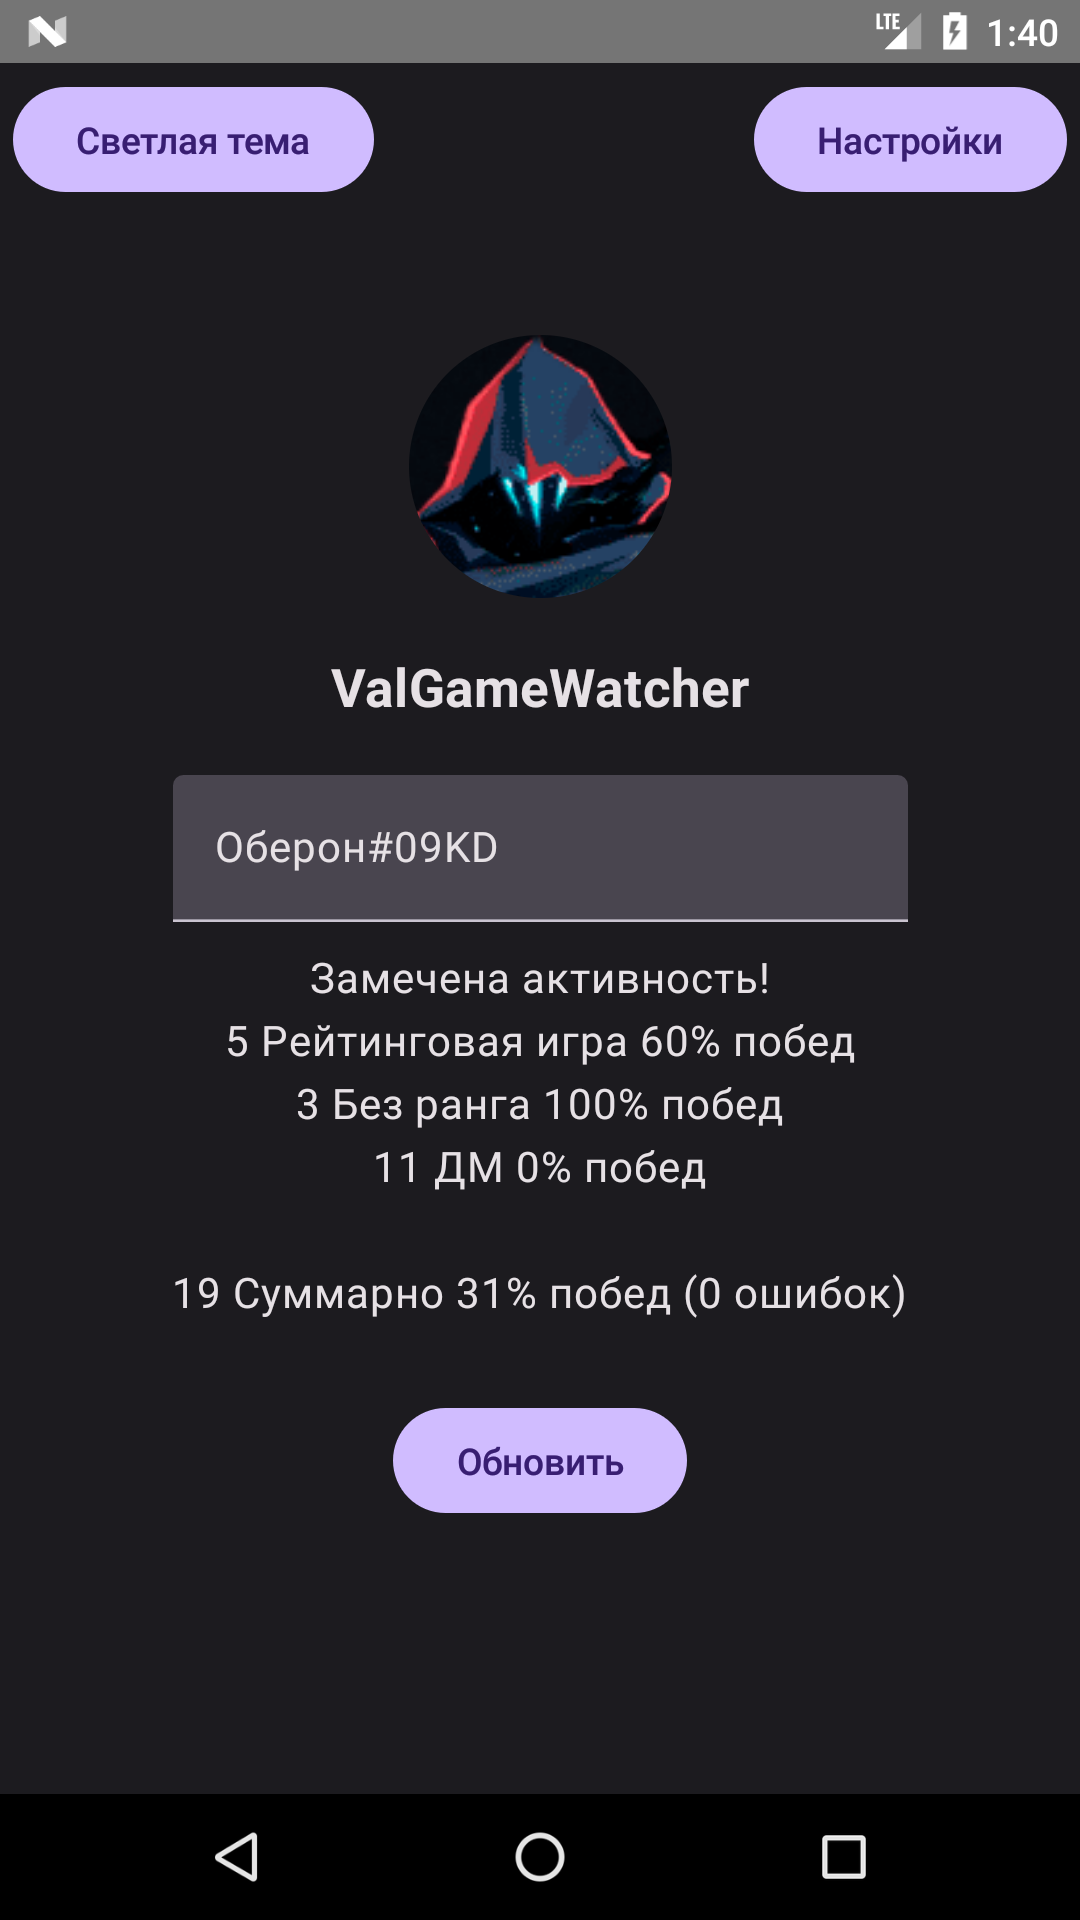 LTE 1:40
Светлая тема
Настройки
ValGameWatcher
Оберон#09KD
Замечена активность!
5 Рейтинговая игра 60% побед
3 Без ранга 100% побед
11 ДМ 0% побед
19 Суммарно 31% побед (0 ошибок)
Обновить